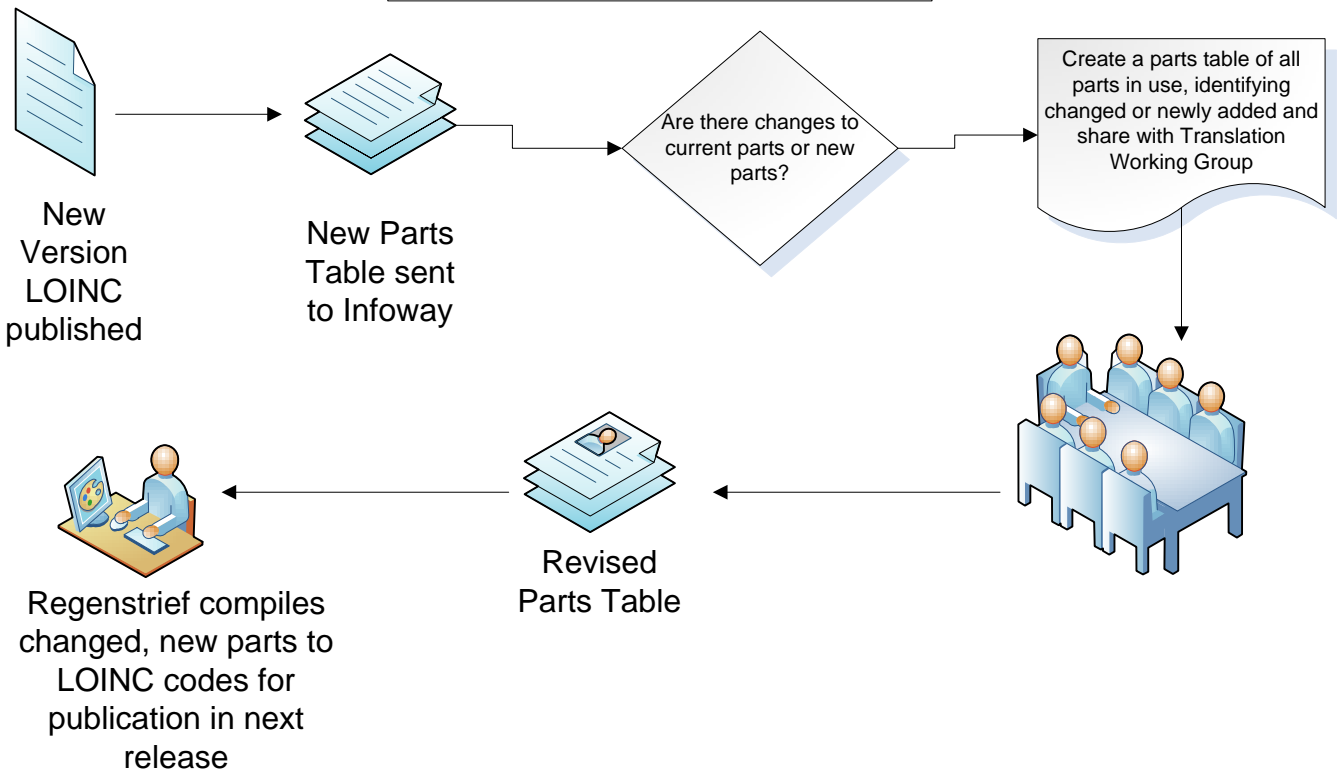 New
Version
LOINC
published
New Parts
Table sent
to Infoway
Are there changes to
current parts or new
parts?
Create a parts table of all
parts in use, identifying
changed or newly added and
share with Translation
Working Group
Revised
Parts Table
Regenstrief compiles
changed, new parts to
LOINC codes for
publication in next
release